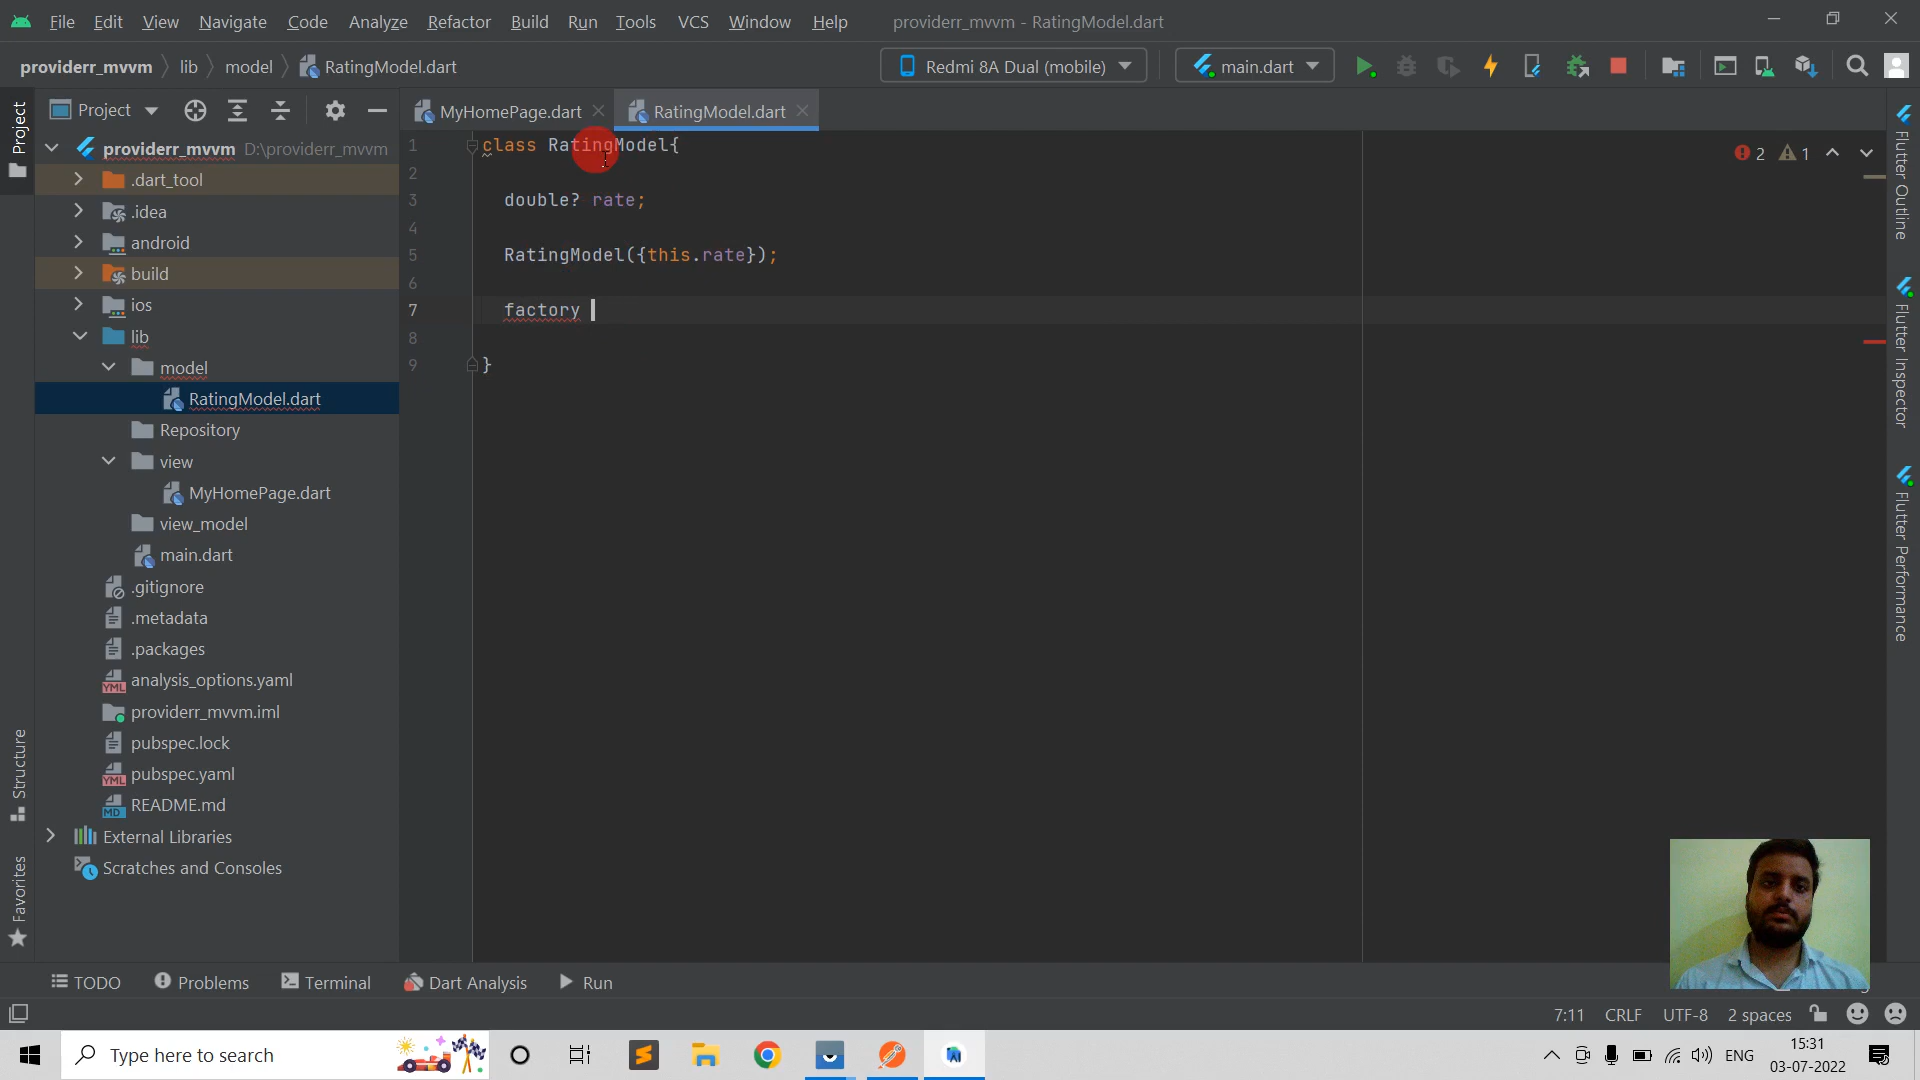 File Edit View Navigate Code Analyze Refactor Build Run Tools VCS Window Help providerr_mvvm - RatingModel.dart
providerr_mvvm lib model RatingModel.dart Redmi 8A Dual (mobile) main.dart
Project MyHomePage.dart RatingModel.dart
Project
Structure
Favorites
providerr_mvvm D:\providerr_mvvm
.dart_tool
.idea
android
build
ios
lib
model
RatingModel.dart
Repository
view
MyHomePage.dart
view_model
main.dart
.gitignore
.metadata
.packages
analysis_options.yaml
providerr_mvvm.iml
pubspec.lock
pubspec.yaml
README.md
External Libraries
Scratches and Consoles
1 class RatingModel{
2
3 double? rate;
4
5 RatingModel({this.rate});
6
7 factory
8
9 }
2 1
Flutter Outline
Flutter Inspector
Flutter Performance
TODO Problems Terminal Dart Analysis Run
7:11 CRLF UTF-8 2 spaces
Type here to search ENG 15:31
03-07-2022